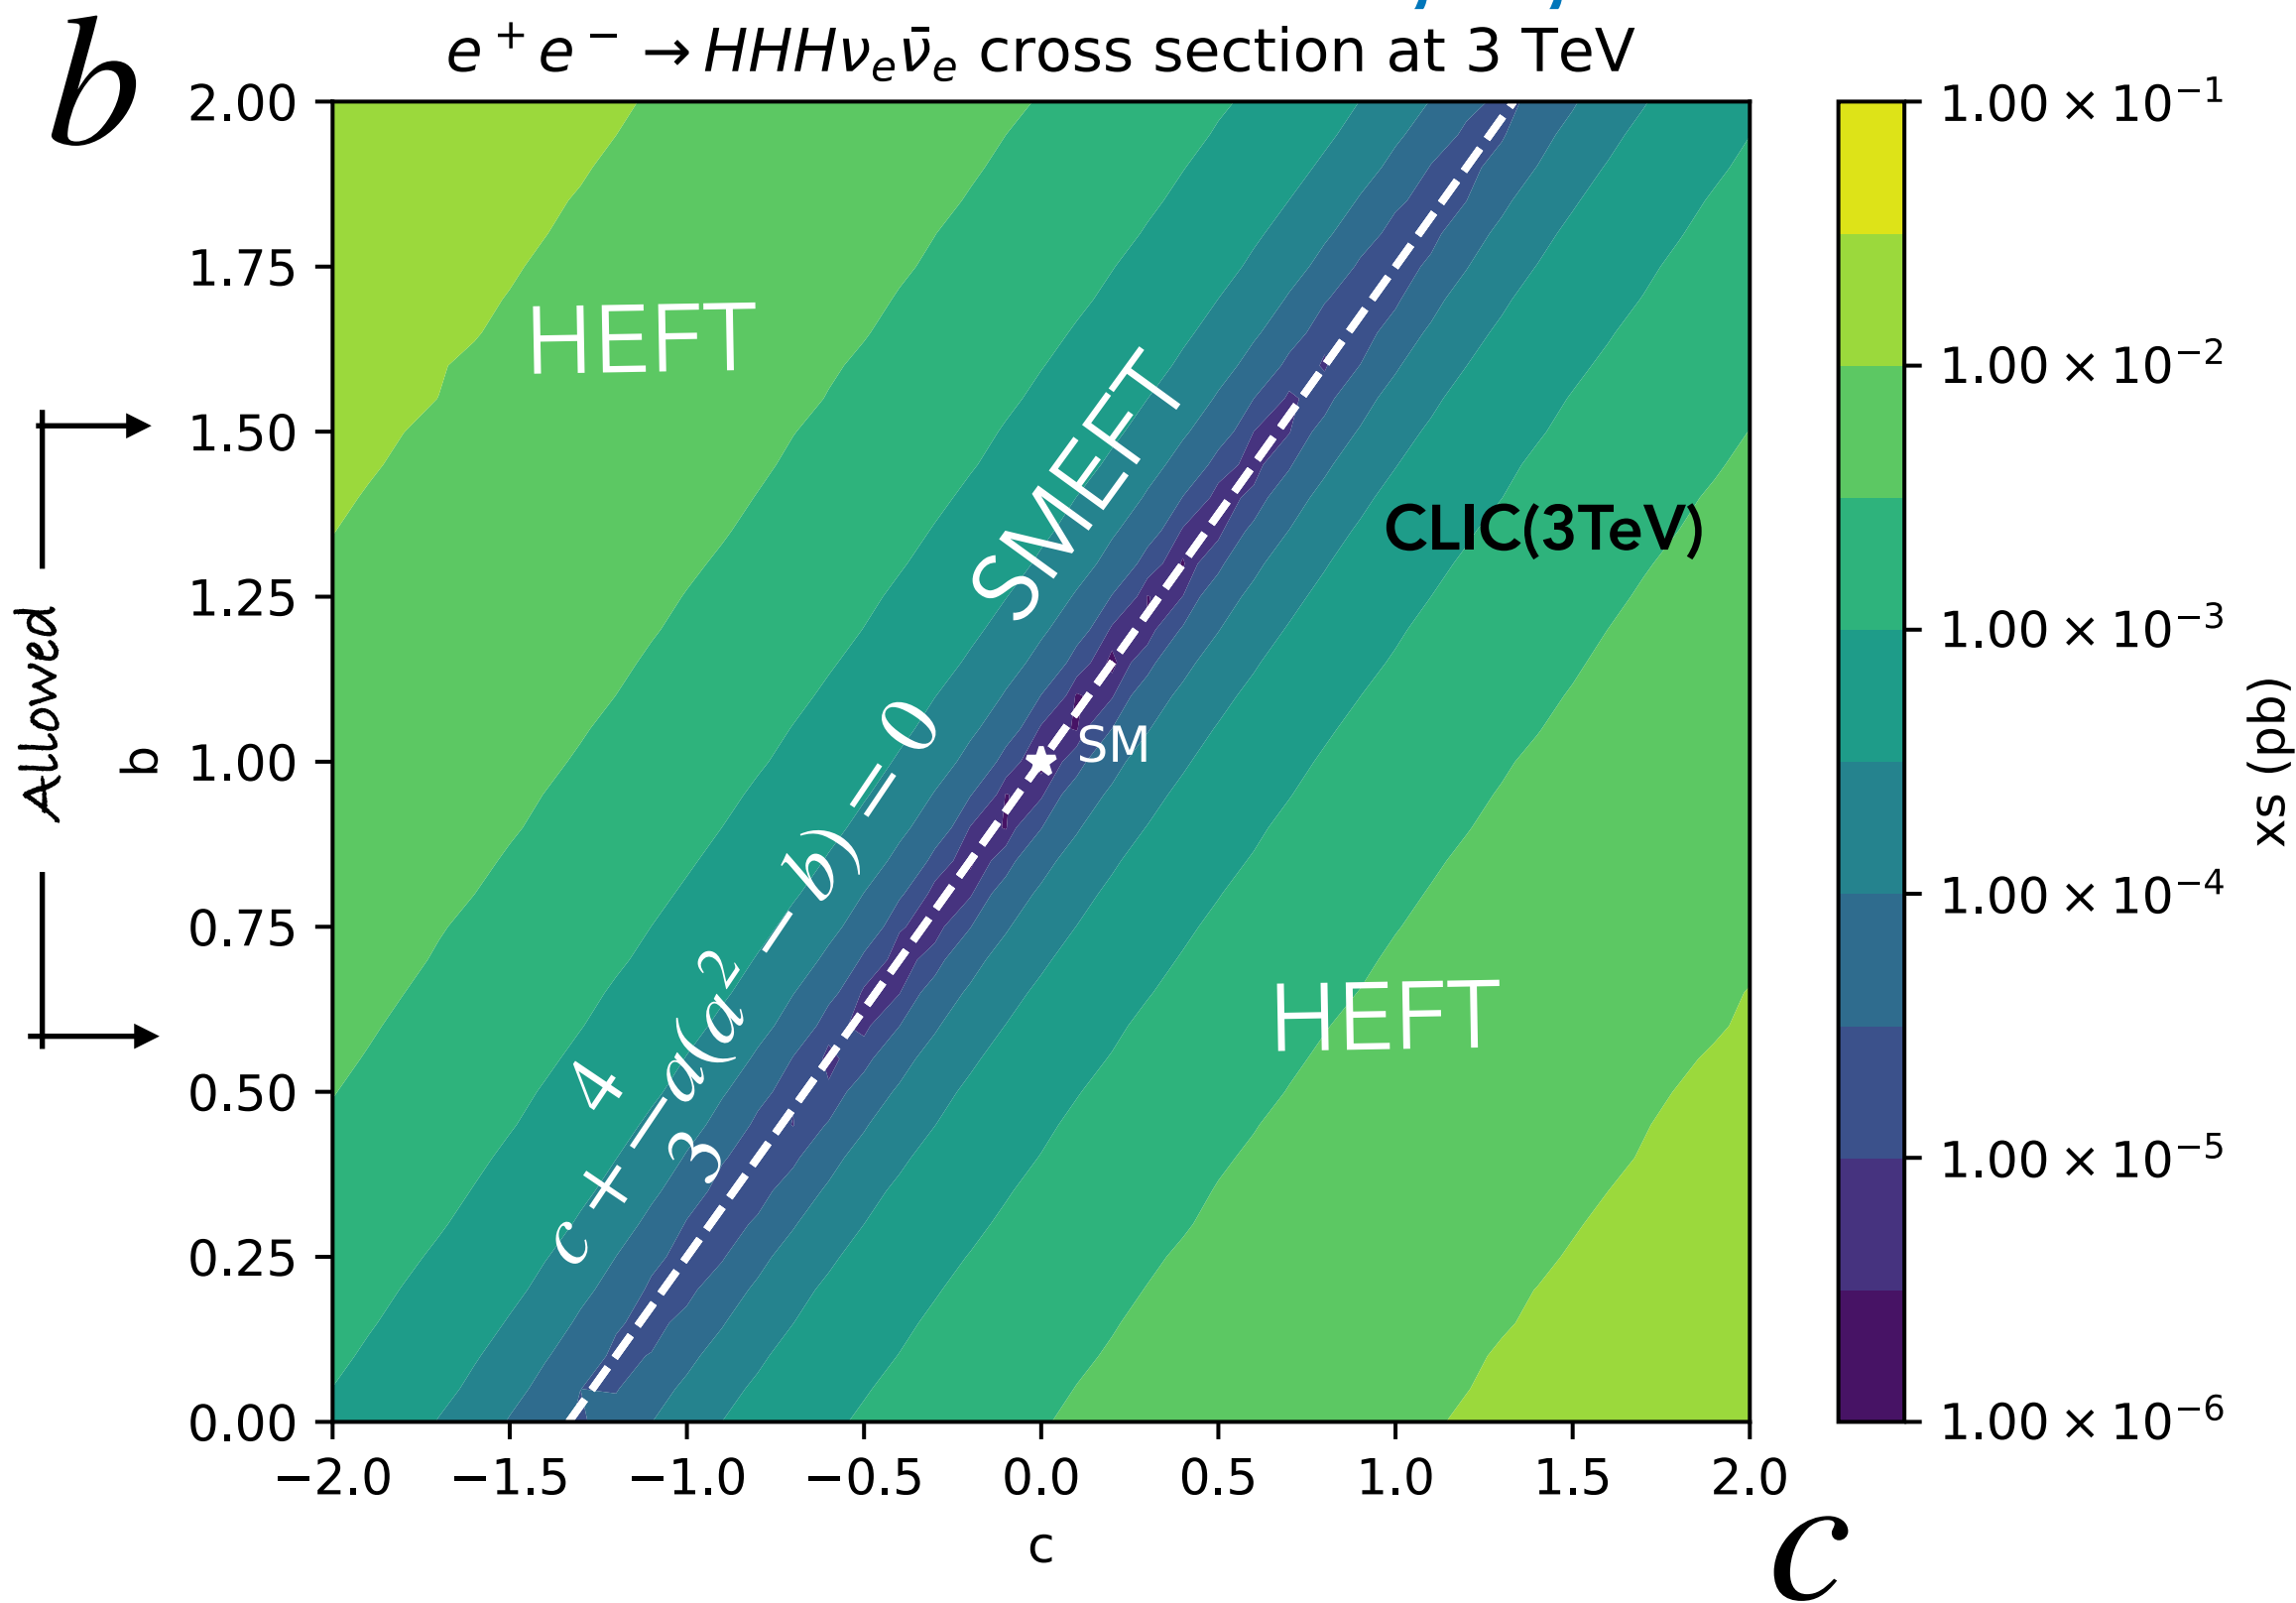 b
e⁺e⁻ → HHHνₑν̄ₑ cross section at 3 TeV
2.00
1.75
1.50
1.25
1.00
0.75
0.50
0.25
0.00
Allowed
b
HEFT
SMEFT
CLIC(3TeV)
SM
c + 4/3 a(a² − b) = 0
HEFT
−2.0 −1.5 −1.0 −0.5 0.0 0.5 1.0 1.5 2.0
c
c
1.00 × 10⁻¹
1.00 × 10⁻²
1.00 × 10⁻³
1.00 × 10⁻⁴
1.00 × 10⁻⁵
1.00 × 10⁻⁶
xs (pb)